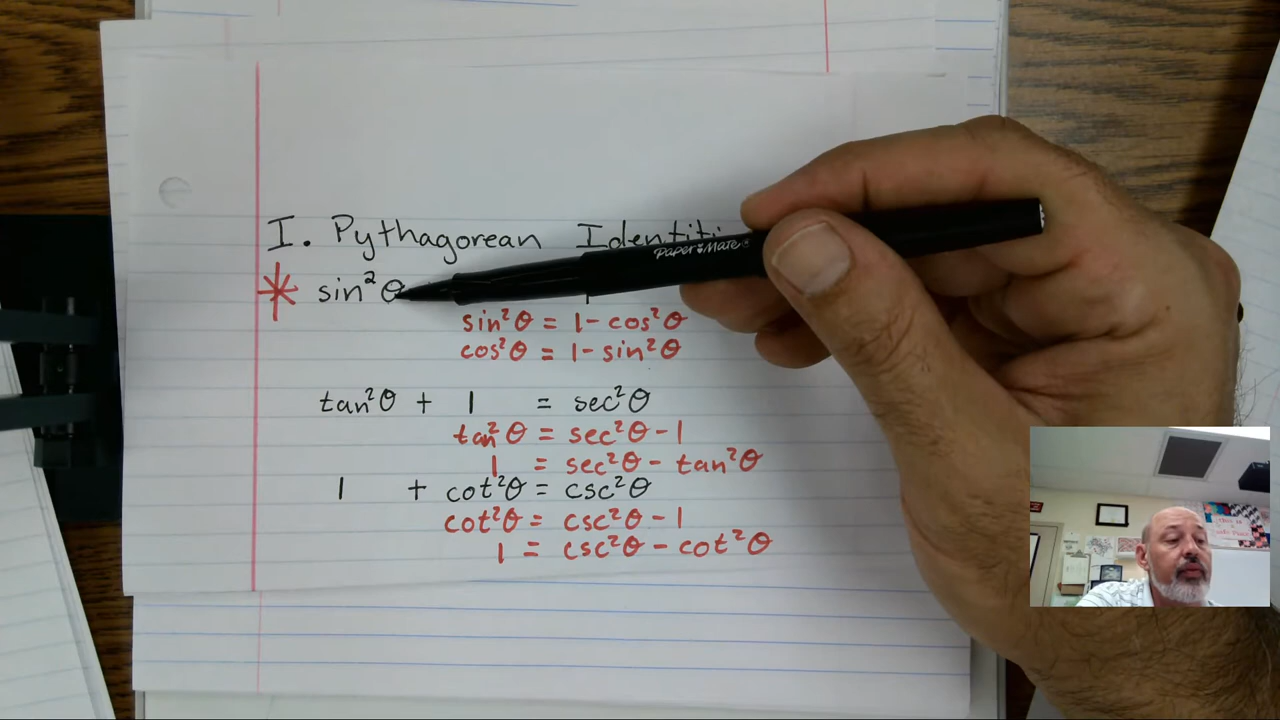 I. Pythagorean Identiti
* sin²θ
sin²θ = 1 - cos²θ
cos²θ = 1 - sin²θ
tan²θ + 1 = sec²θ
tan²θ = sec²θ - 1
1 = sec²θ - tan²θ
1 + cot²θ = csc²θ
cot²θ = csc²θ - 1
1 = csc²θ - cot²θ
Paper Mate